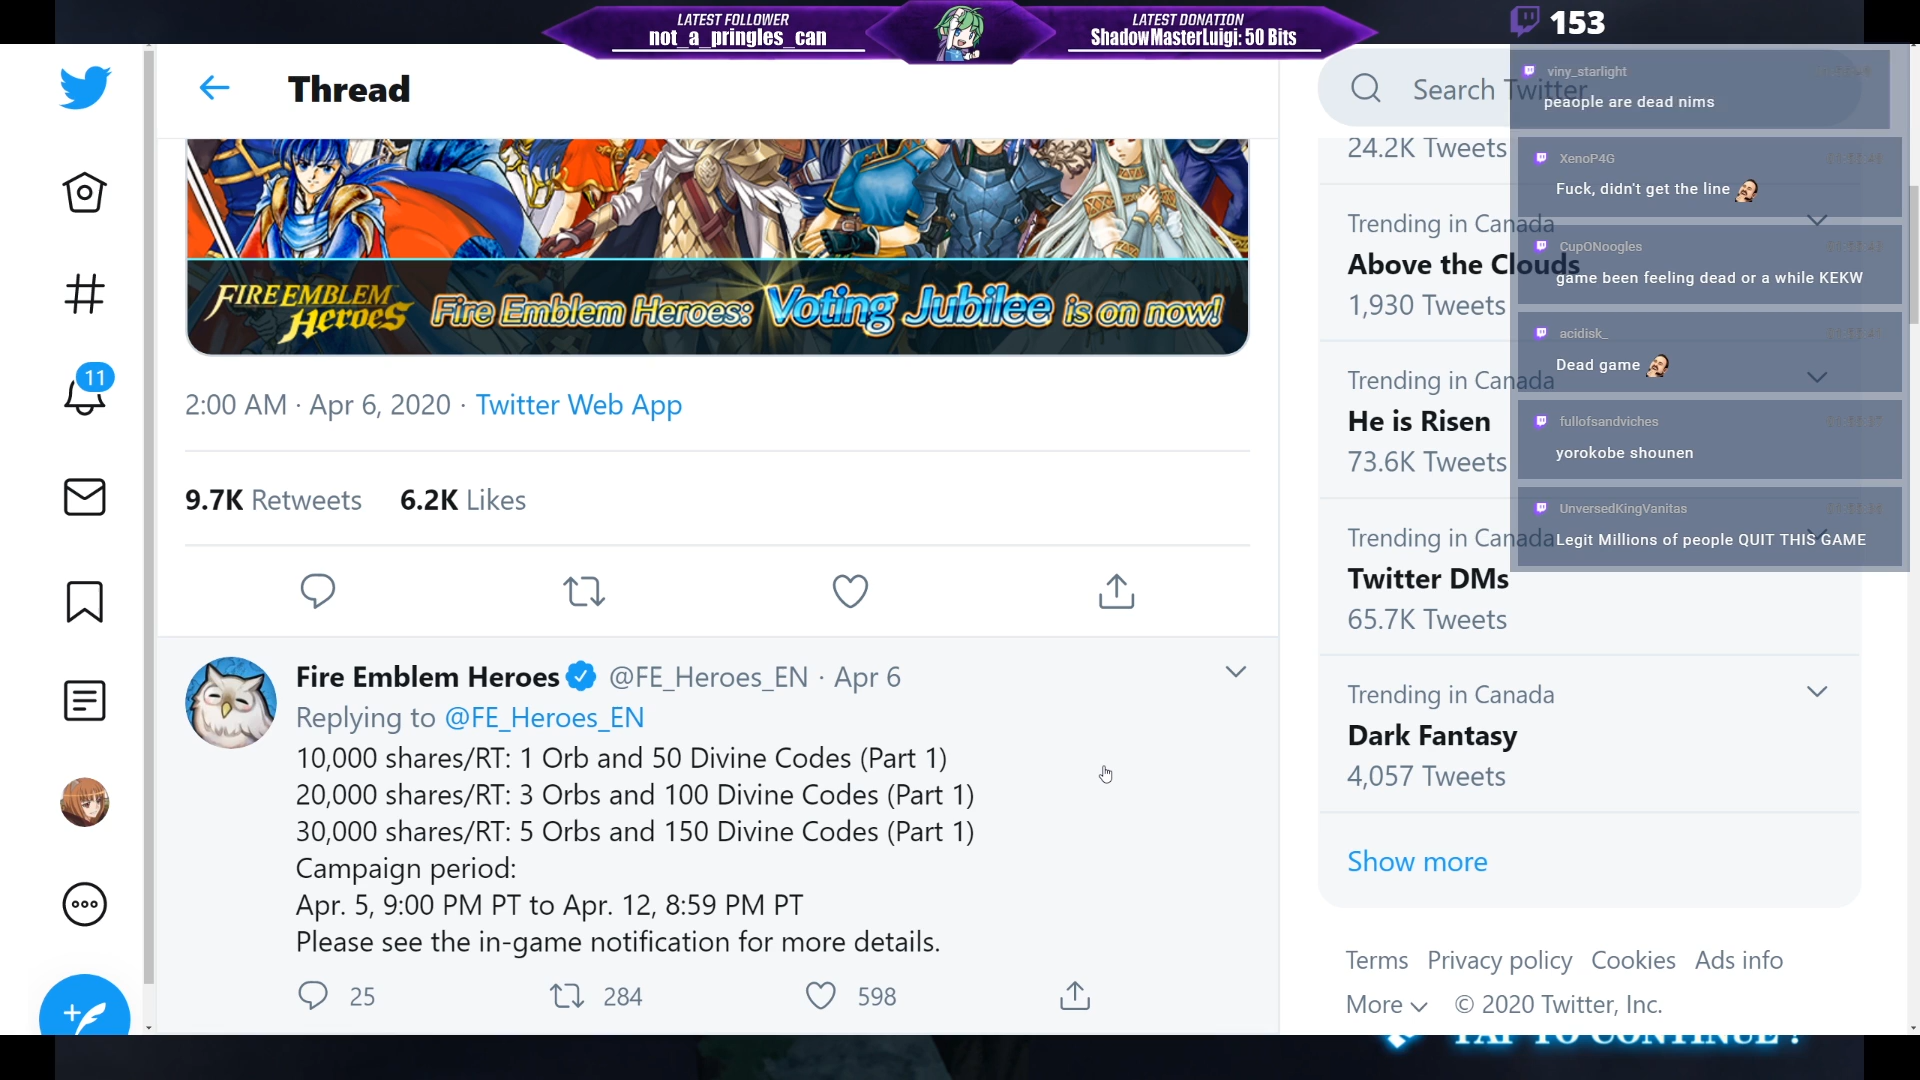 LATEST FOLLOWER
not_a_pringles_can
LATEST DONATION
ShadowMasterLuigi: 50 Bits
153
Thread
FIRE EMBLEM
HEROES
Fire Emblem Heroes: Voting Jubilee is on now!
2:00 AM · Apr 6, 2020 · Twitter Web App
9.7K Retweets 6.2K Likes
11
Fire Emblem Heroes @FE_Heroes_EN · Apr 6
Replying to @FE_Heroes_EN
10,000 shares/RT: 1 Orb and 50 Divine Codes (Part 1)
20,000 shares/RT: 3 Orbs and 100 Divine Codes (Part 1)
30,000 shares/RT: 5 Orbs and 150 Divine Codes (Part 1)
Campaign period:
Apr. 5, 9:00 PM PT to Apr. 12, 8:59 PM PT
Please see the in-game notification for more details.
25 284 598
Search Twitter
24.2K Tweets
Trending in Canada
Above the Clouds
1,930 Tweets
Trending in Canada
He is Risen
73.6K Tweets
Trending in Canada
Twitter DMs
65.7K Tweets
Trending in Canada
Dark Fantasy
4,057 Tweets
Show more
Terms Privacy policy Cookies Ads info
More © 2020 Twitter, Inc.
viny_starlight
peaople are dead nims
XenoP4G
Fuck, didn't get the line
CupONoogles
game been feeling dead or a while KEKW
acidisk_
Dead game
fullofsandviches
yorokobe shounen
UnversedKingVanitas
Legit Millions of people QUIT THIS GAME
TAP TO CONTINUE !